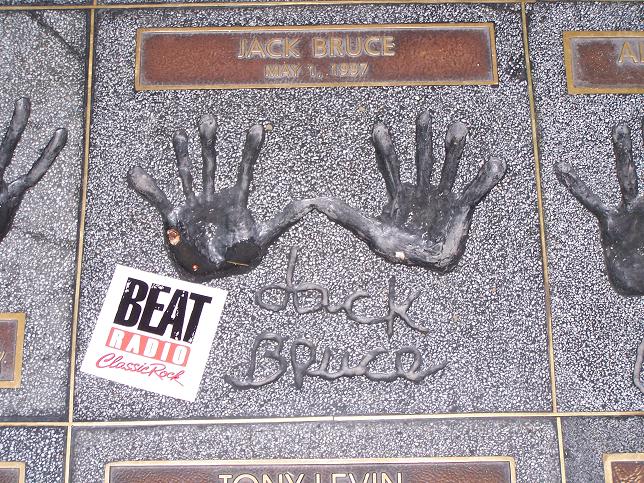 JACK BRUCE
MAY 1, 1997
Jack
Bruce
BEAT
RADIO
Classic Rock
TONY LEVIN